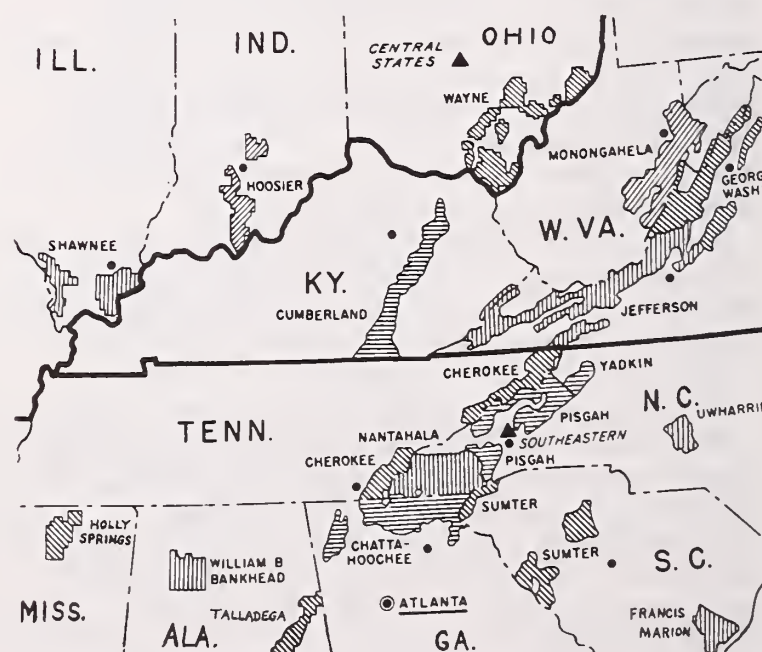 ILL.
IND.
OHIO
CENTRAL
STATES
WAYNE
MONONGAHELA
HOOSIER
SHAWNEE
W. VA.
KY.
CUMBERLAND
JEFFERSON
CHEROKEE
YADKIN
N. C.
TENN.
PISGAH
NANTAHALA
SOUTHEASTERN
CHEROKEE
PISGAH
SUMTER
HOLLY
SPRINGS
CHATTA-
HOOCHEE
SUMTER
S. C.
WILLIAM B
BANKHEAD
MISS.
TALLADEGA
ATLANTA
FRANCIS
MARION
ALA.
GA.